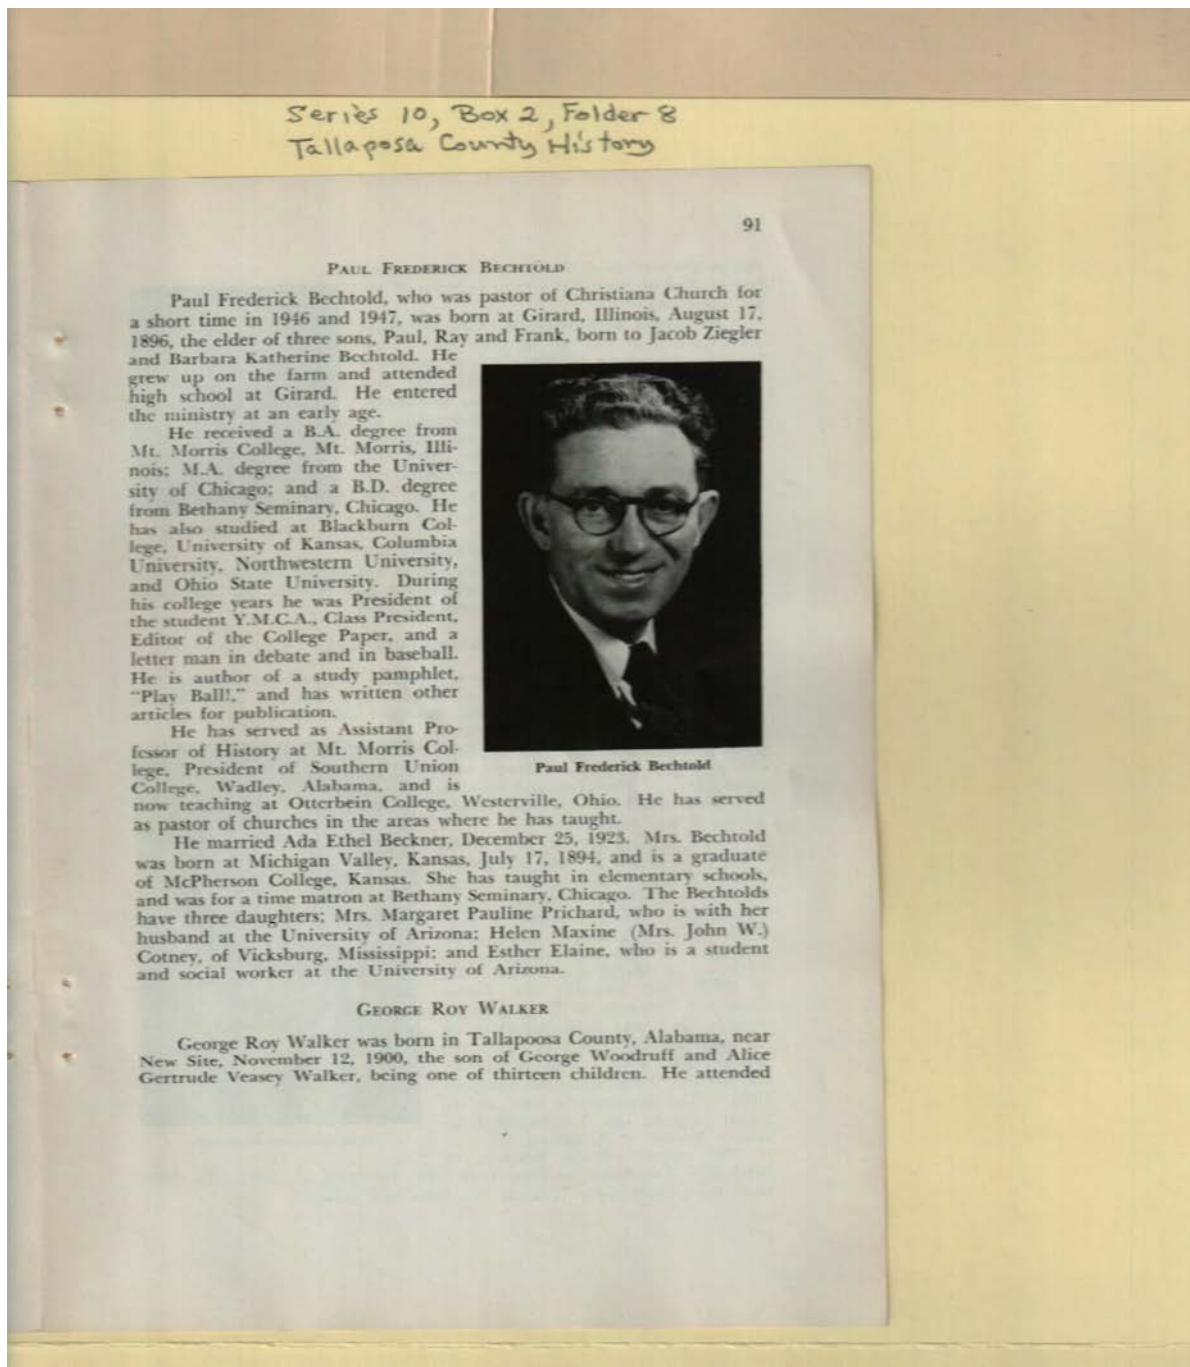 Series 10, Box 2, Folder 8
Tallaposa County History
91
PAUL FREDERICK BECHTOLD
Paul Frederick Bechtold, who was pastor of Christiana Church for
a short time in 1946 and 1947, was born at Girard, Illinois, August 17,
1896, the elder of three sons, Paul, Ray and Frank, born to Jacob Ziegler
and Barbara Katherine Bechtold. He
grew up on the farm and attended
high school at Girard. He entered
the ministry at an early age.
He received a B.A. degree from
Mt. Morris College, Mt. Morris, Illi-
nois; M.A. degree from the Univer-
sity of Chicago; and a B.D. degree
from Bethany Seminary, Chicago. He
has also studied at Blackburn Col-
lege, University of Kansas, Columbia
University, Northwestern University,
and Ohio State University. During
his college years he was President of
the student Y.M.C.A., Class President,
Editor of the College Paper, and a
letter man in debate and in baseball.
He is author of a study pamphlet,
"Play Ball!," and has written other
articles for publication.
He has served as Assistant Pro-
fessor of History at Mt. Morris Col-
lege, President of Southern Union
College, Wadley, Alabama, and is
Paul Frederick Bechtold
now teaching at Otterbein College, Westerville, Ohio. He has served
as pastor of churches in the areas where he has taught.
He married Ada Ethel Beckner, December 25, 1923. Mrs. Bechtold
was born at Michigan Valley, Kansas, July 17, 1894, and is a graduate
of McPherson College, Kansas. She has taught in elementary schools,
and was for a time matron at Bethany Seminary, Chicago. The Bechtolds
have three daughters; Mrs. Margaret Pauline Prichard, who is with her
husband at the University of Arizona; Helen Maxine (Mrs. John W.)
Cotney, of Vicksburg, Mississippi; and Esther Elaine, who is a student
and social worker at the University of Arizona.
GEORGE ROY WALKER
George Roy Walker was born in Tallapoosa County, Alabama, near
New Site, November 12, 1900, the son of George Woodruff and Alice
Gertrude Veasey Walker, being one of thirteen children. He attended